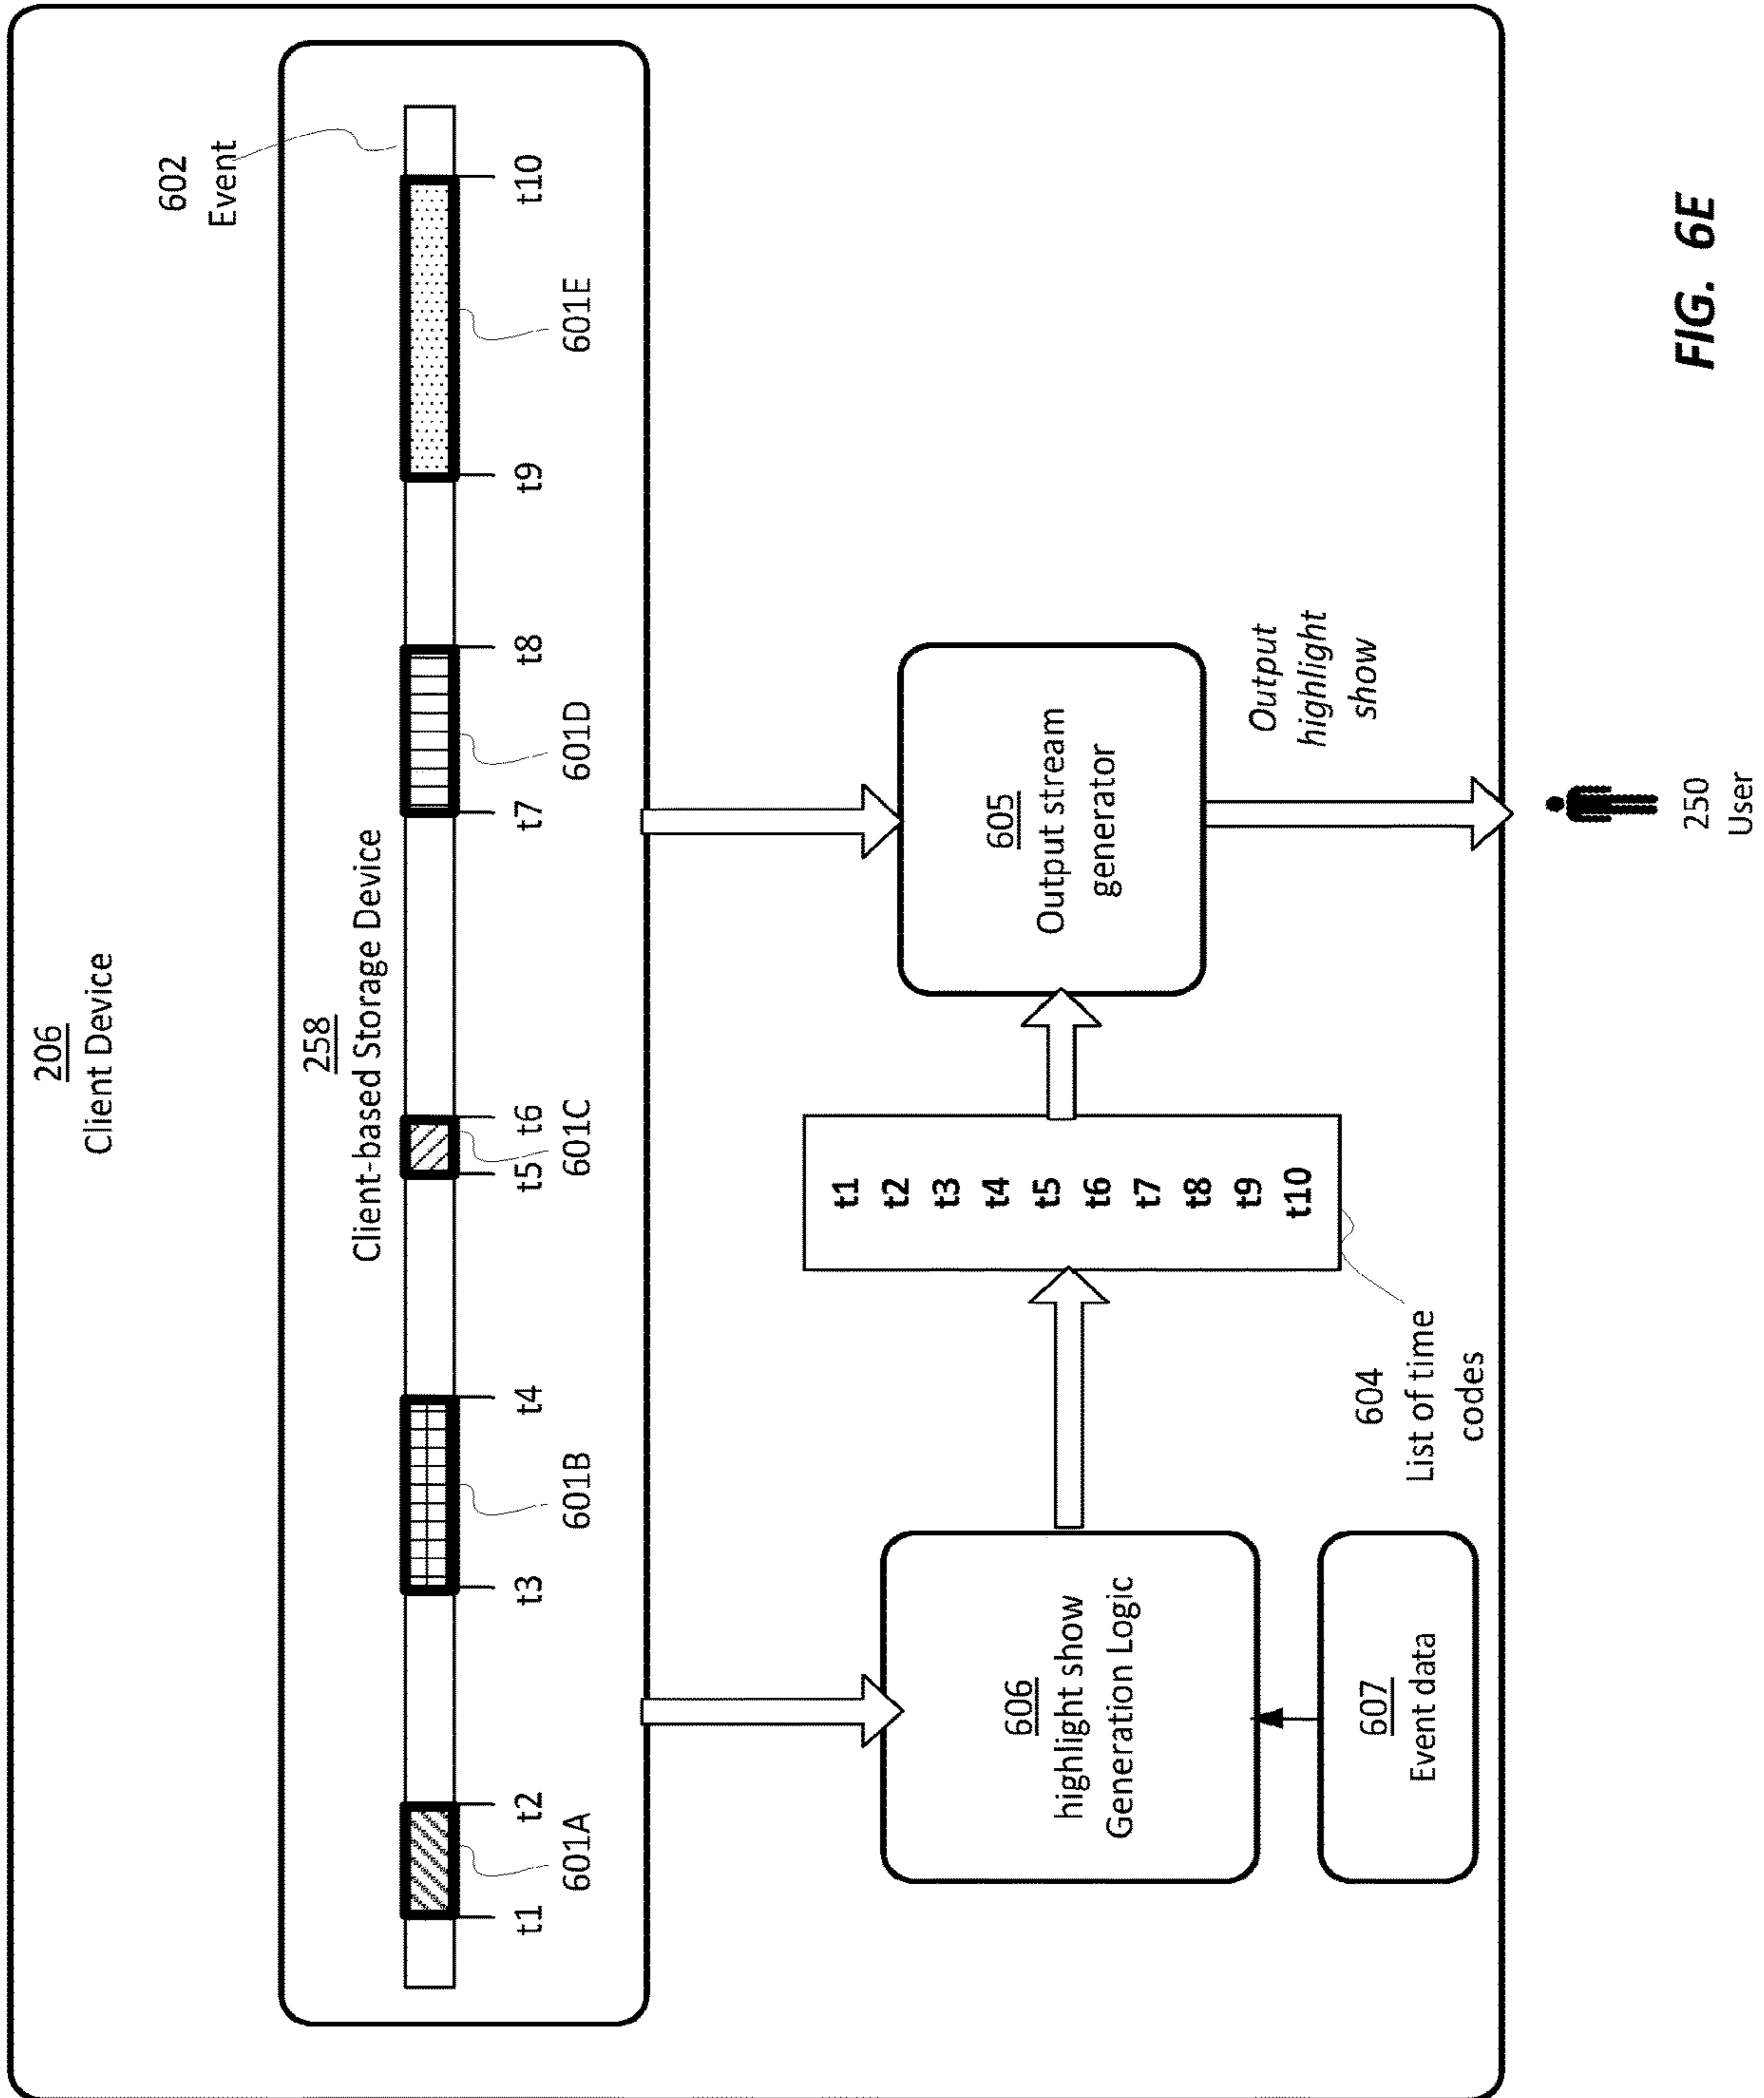 206
Client Device
602
Event
258
Client-based Storage Device
t1
t2
t3
t4
t5
t6
t7
t8
t9
t10
601A
601B
601C
601D
601E
606
highlight show
Generation Logic
607
Event data
t1
t2
t3
t4
t5
t6
t7
t8
t9
t10
604
List of time
codes
605
Output stream
generator
Output
highlight
show
250
User
FIG. 6E